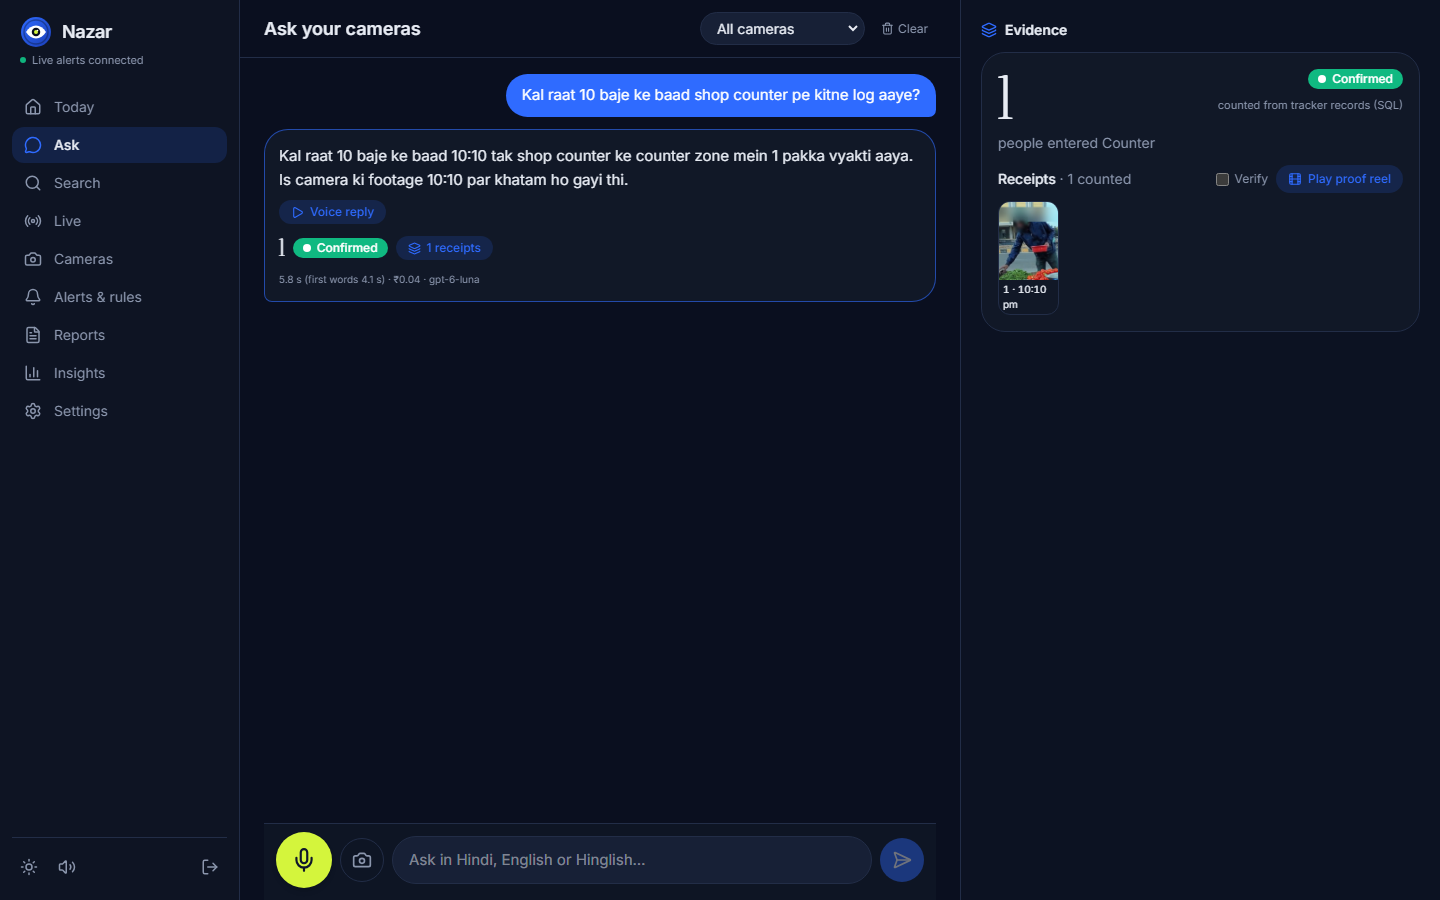 Nazar
Live alerts connected
Today
Ask
Search
Live
Cameras
Alerts & rules
Reports
Insights
Settings
Ask your cameras
All cameras
Clear
Kal raat 10 baje ke baad shop counter pe kitne log aaye?
Kal raat 10 baje ke baad 10:10 tak shop counter ke counter zone mein 1 pakka vyakti aaya.
Is camera ki footage 10:10 par khatam ho gayi thi.
Voice reply
1 Confirmed 1 receipts
5.8 s (first words 4.1 s) · ₹0.04 · gpt-6-luna
Ask in Hindi, English or Hinglish...
Evidence
1 Confirmed
counted from tracker records (SQL)
people entered Counter
Receipts · 1 counted Verify Play proof reel
1 · 10:10
pm